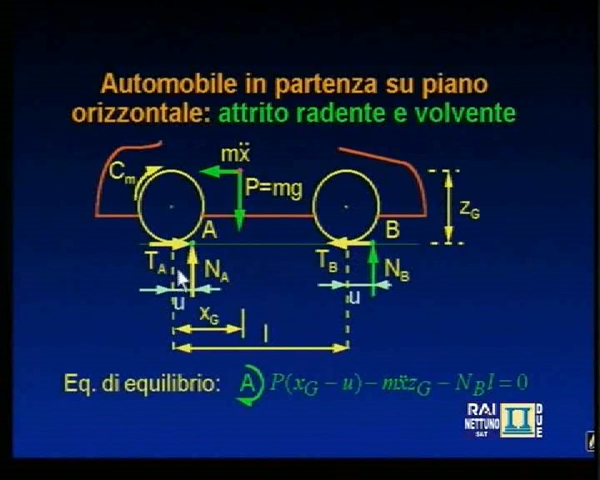 Automobile in partenza su piano
orizzontale: attrito radente e volvente
mẍ
Cm
P=mg
zG
A
B
TA
NA
TB
NB
u
u
xG
l
Eq. di equilibrio: A) P(xG − u) − mẍzG − NBl = 0
RAI
NETTUNO
SAT
DUE